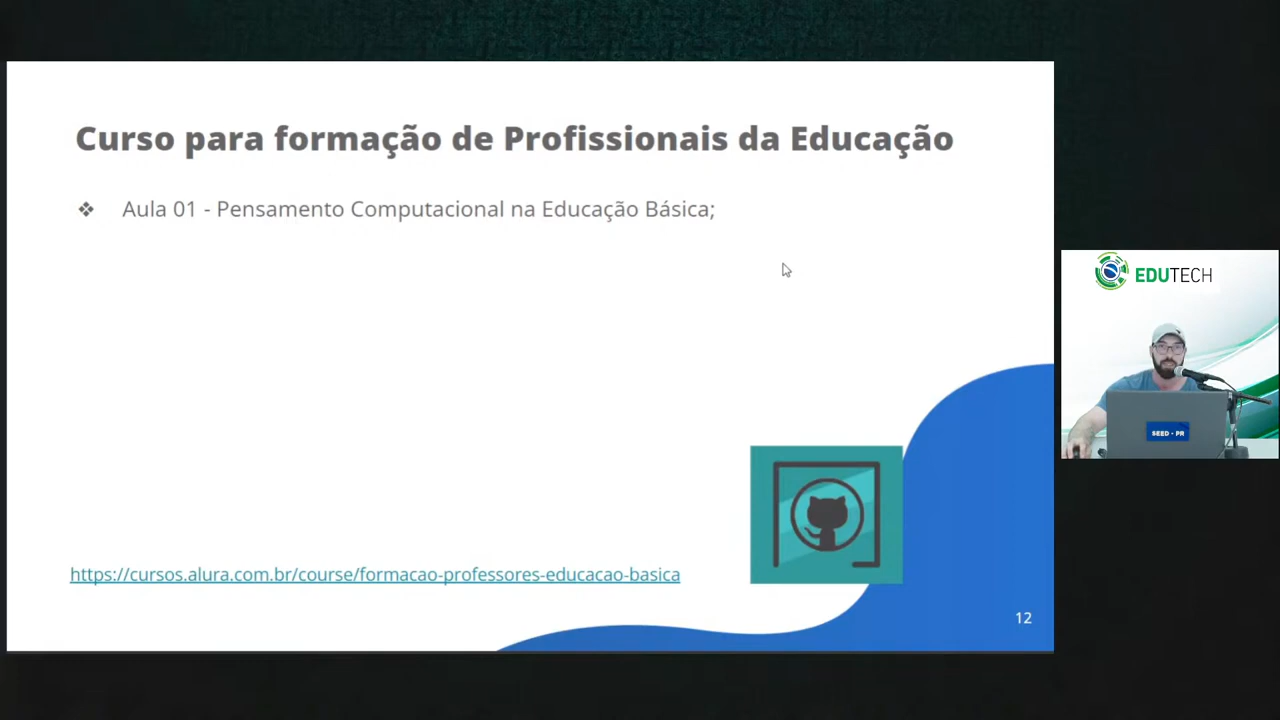 Curso para formação de Profissionais da Educação
❖ Aula 01 - Pensamento Computacional na Educação Básica;
EDUTECH
SEED - PR
https://cursos.alura.com.br/course/formacao-professores-educacao-basica
12